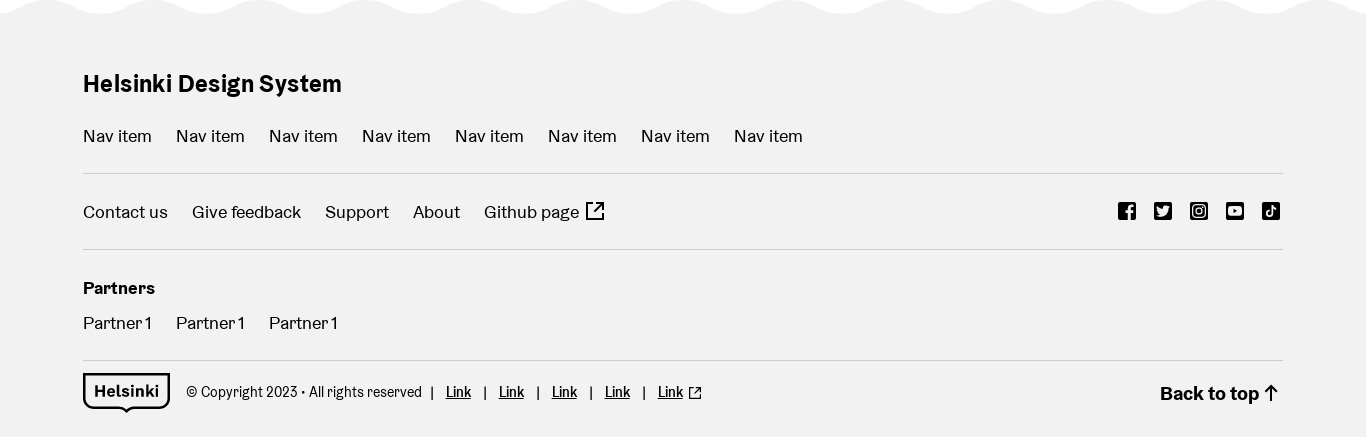 Helsinki Design System
Nav item Nav item Nav item Nav item Nav item Nav item Nav item Nav item
Contact us Give feedback Support About Github page
Partners
Partner 1 Partner 1 Partner 1
Helsinki © Copyright 2023 • All rights reserved | Link | Link | Link | Link | Link Back to top